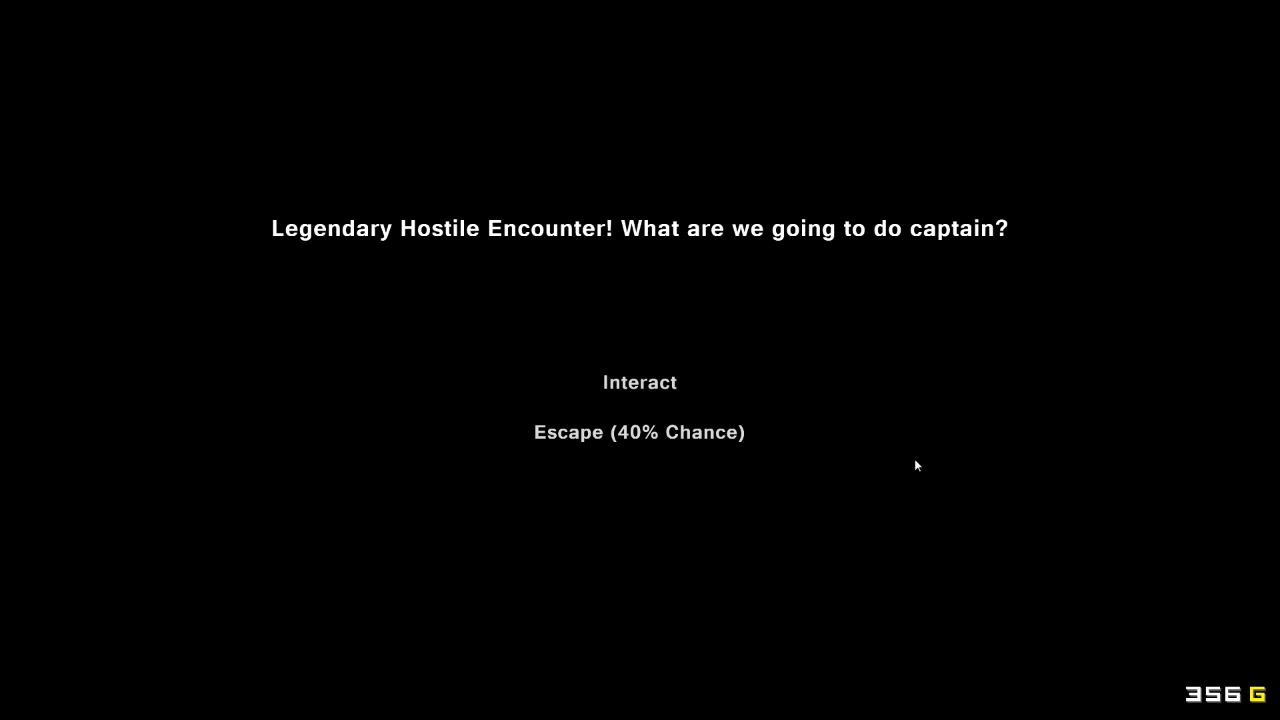 Legendary Hostile Encounter! What are we going to do captain?
Interact
Escape (40% Chance)
356 G